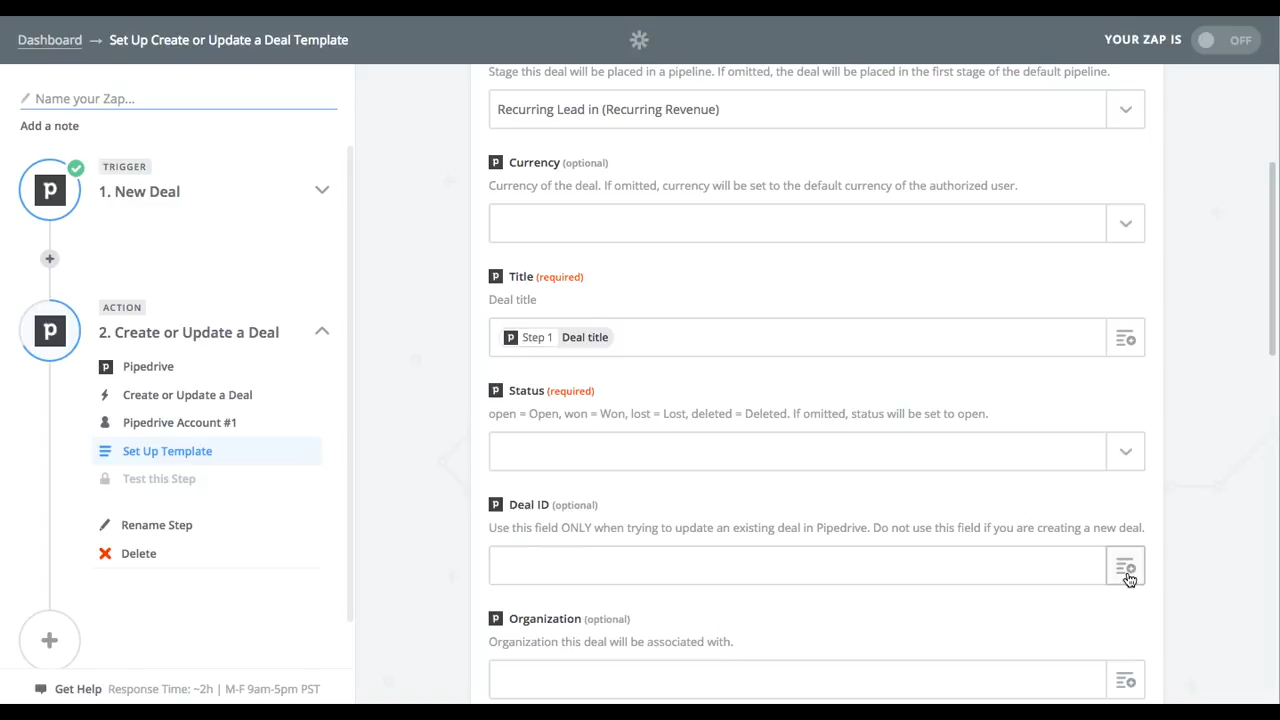 Dashboard → Set Up Create or Update a Deal Template
YOUR ZAP IS OFF
Name your Zap...
Add a note
TRIGGER
1. New Deal
ACTION
2. Create or Update a Deal
Pipedrive
Create or Update a Deal
Pipedrive Account #1
Set Up Template
Test this Step
Rename Step
Delete
Get Help Response Time: ~2h | M-F 9am-5pm PST
Stage this deal will be placed in a pipeline. If omitted, the deal will be placed in the first stage of the default pipeline.
Recurring Lead in (Recurring Revenue)
Currency (optional)
Currency of the deal. If omitted, currency will be set to the default currency of the authorized user.
Title (required)
Deal title
Step 1 Deal title
Status (required)
open = Open, won = Won, lost = Lost, deleted = Deleted. If omitted, status will be set to open.
Deal ID (optional)
Use this field ONLY when trying to update an existing deal in Pipedrive. Do not use this field if you are creating a new deal.
Organization (optional)
Organization this deal will be associated with.